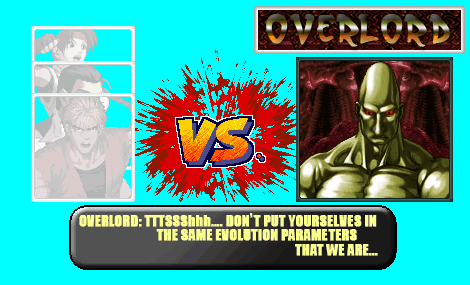 OVERLORD
VS.
OVERLORD: TTTSSShhh.... DON'T PUT YOURSELVES IN
THE SAME EVOLUTION PARAMETERS
THAT WE ARE...